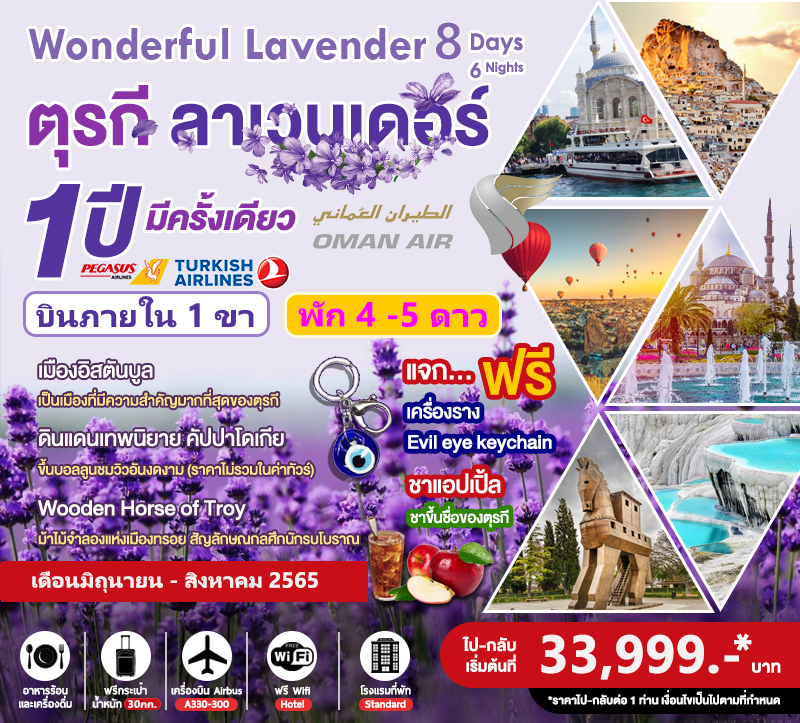 Wonderful Lavender 8 Days
6 Nights
ตุรกี ลาเวนเดอร์
1ปี มีครั้งเดียว
الطيران العُماني
OMAN AIR
PEGASUS
AIRLINES
TURKISH
AIRLINES
บินภายใน 1 ขา
พัก 4 -5 ดาว
เมืองอิสตันบูล
เป็นเมืองที่มีความสำคัญมากที่สุดของตุรกี
ดินแดนเทพนิยาย คัปปาโดเกีย
ขึ้นบอลลูนชมวิวอันงดงาม (ราคาไม่รวมในค่าทัวร์)
Wooden Horse of Troy
ม้าไม้จำลองแห่งเมืองทรอย สัญลักษณ์กลศึกนักรบโบราณ
แจก... ฟรี
เครื่องราง
Evil eye keychain
ชาแอปเปิ้ล
ชาขึ้นชื่อของตุรกี
เดือนมิถุนายน - สิงหาคม 2565
อาหารร้อน
และเครื่องดื่ม
ฟรีกระเป๋า
น้ำหนัก 30กก.
เครื่องบิน Airbus
A330-300
FREE
WiFi
ฟรี Wifi
Hotel
โรงแรมที่พัก
Standard
ไป-กลับ
เริ่มต้นที่ 33,999.-* บาท
*ราคาไป-กลับต่อ 1 ท่าน เงื่อนไขเป็นไปตามที่กำหนด